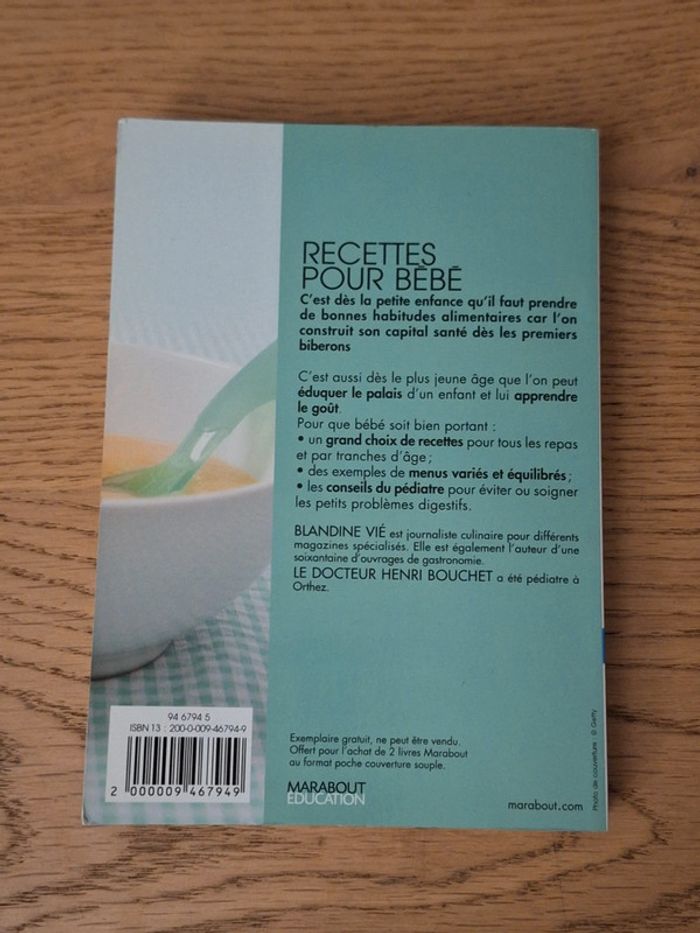 RECETTES
POUR BÉBÉ
C'est dès la petite enfance qu'il faut prendre
de bonnes habitudes alimentaires car l'on
construit son capital santé dès les premiers
biberons
C'est aussi dès le plus jeune âge que l'on peut
éduquer le palais d'un enfant et lui apprendre
le goût.
Pour que bébé soit bien portant :
• un grand choix de recettes pour tous les repas
et par tranches d'âge ;
• des exemples de menus variés et équilibrés ;
• les conseils du pédiatre pour éviter ou soigner
les petits problèmes digestifs.
BLANDINE VIÉ est journaliste culinaire pour différents
magazines spécialisés. Elle est également l'auteur d'une
soixantaine d'ouvrages de gastronomie.
LE DOCTEUR HENRI BOUCHET a été pédiatre à
Orthez.
94 6794 5
ISBN 13 : 200-0-009-46794-9
2 000009 467949
Exemplaire gratuit, ne peut être vendu.
Offert pour l'achat de 2 livres Marabout
au format poche couverture souple.
MARABOUT
EDUCATION
marabout.com
Photo de couverture : © Getty